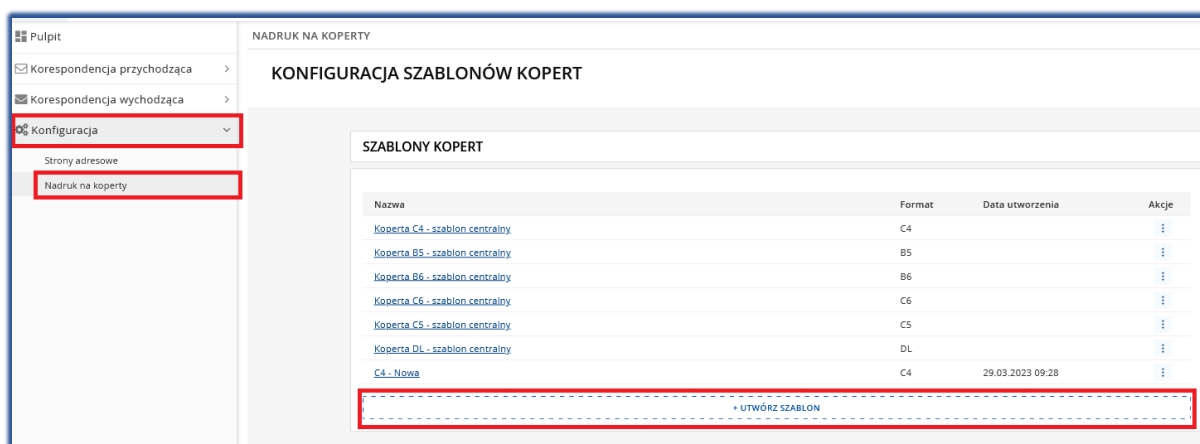 Pulpit
Korespondencja przychodząca
Korespondencja wychodząca
Konfiguracja
Strony adresowe
Nadruk na koperty
NADRUK NA KOPERTY
KONFIGURACJA SZABLONÓW KOPERT
SZABLONY KOPERT
Nazwa Format Data utworzenia Akcje
Koperta C4 - szablon centralny C4
Koperta B5 - szablon centralny B5
Koperta B6 - szablon centralny B6
Koperta C6 - szablon centralny C6
Koperta C5 - szablon centralny C5
Koperta DL - szablon centralny DL
C4 - Nowa C4 29.03.2023 09:28
+ UTWÓRZ SZABLON